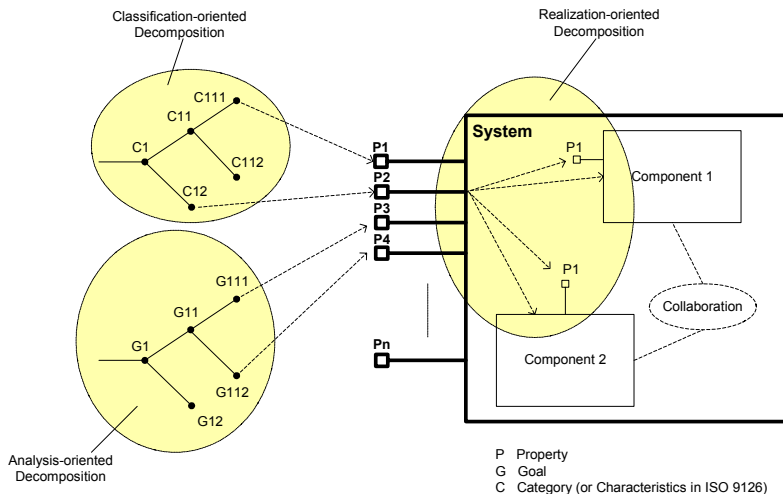 Classification-oriented
Decomposition
Realization-oriented
Decomposition
C111
C11
C1
C112
C12
P1
P2
P3
P4
Pn
System
P1
Component 1
P1
Collaboration
Component 2
G111
G11
G1
G112
G12
Analysis-oriented
Decomposition
P Property
G Goal
C Category (or Characteristics in ISO 9126)